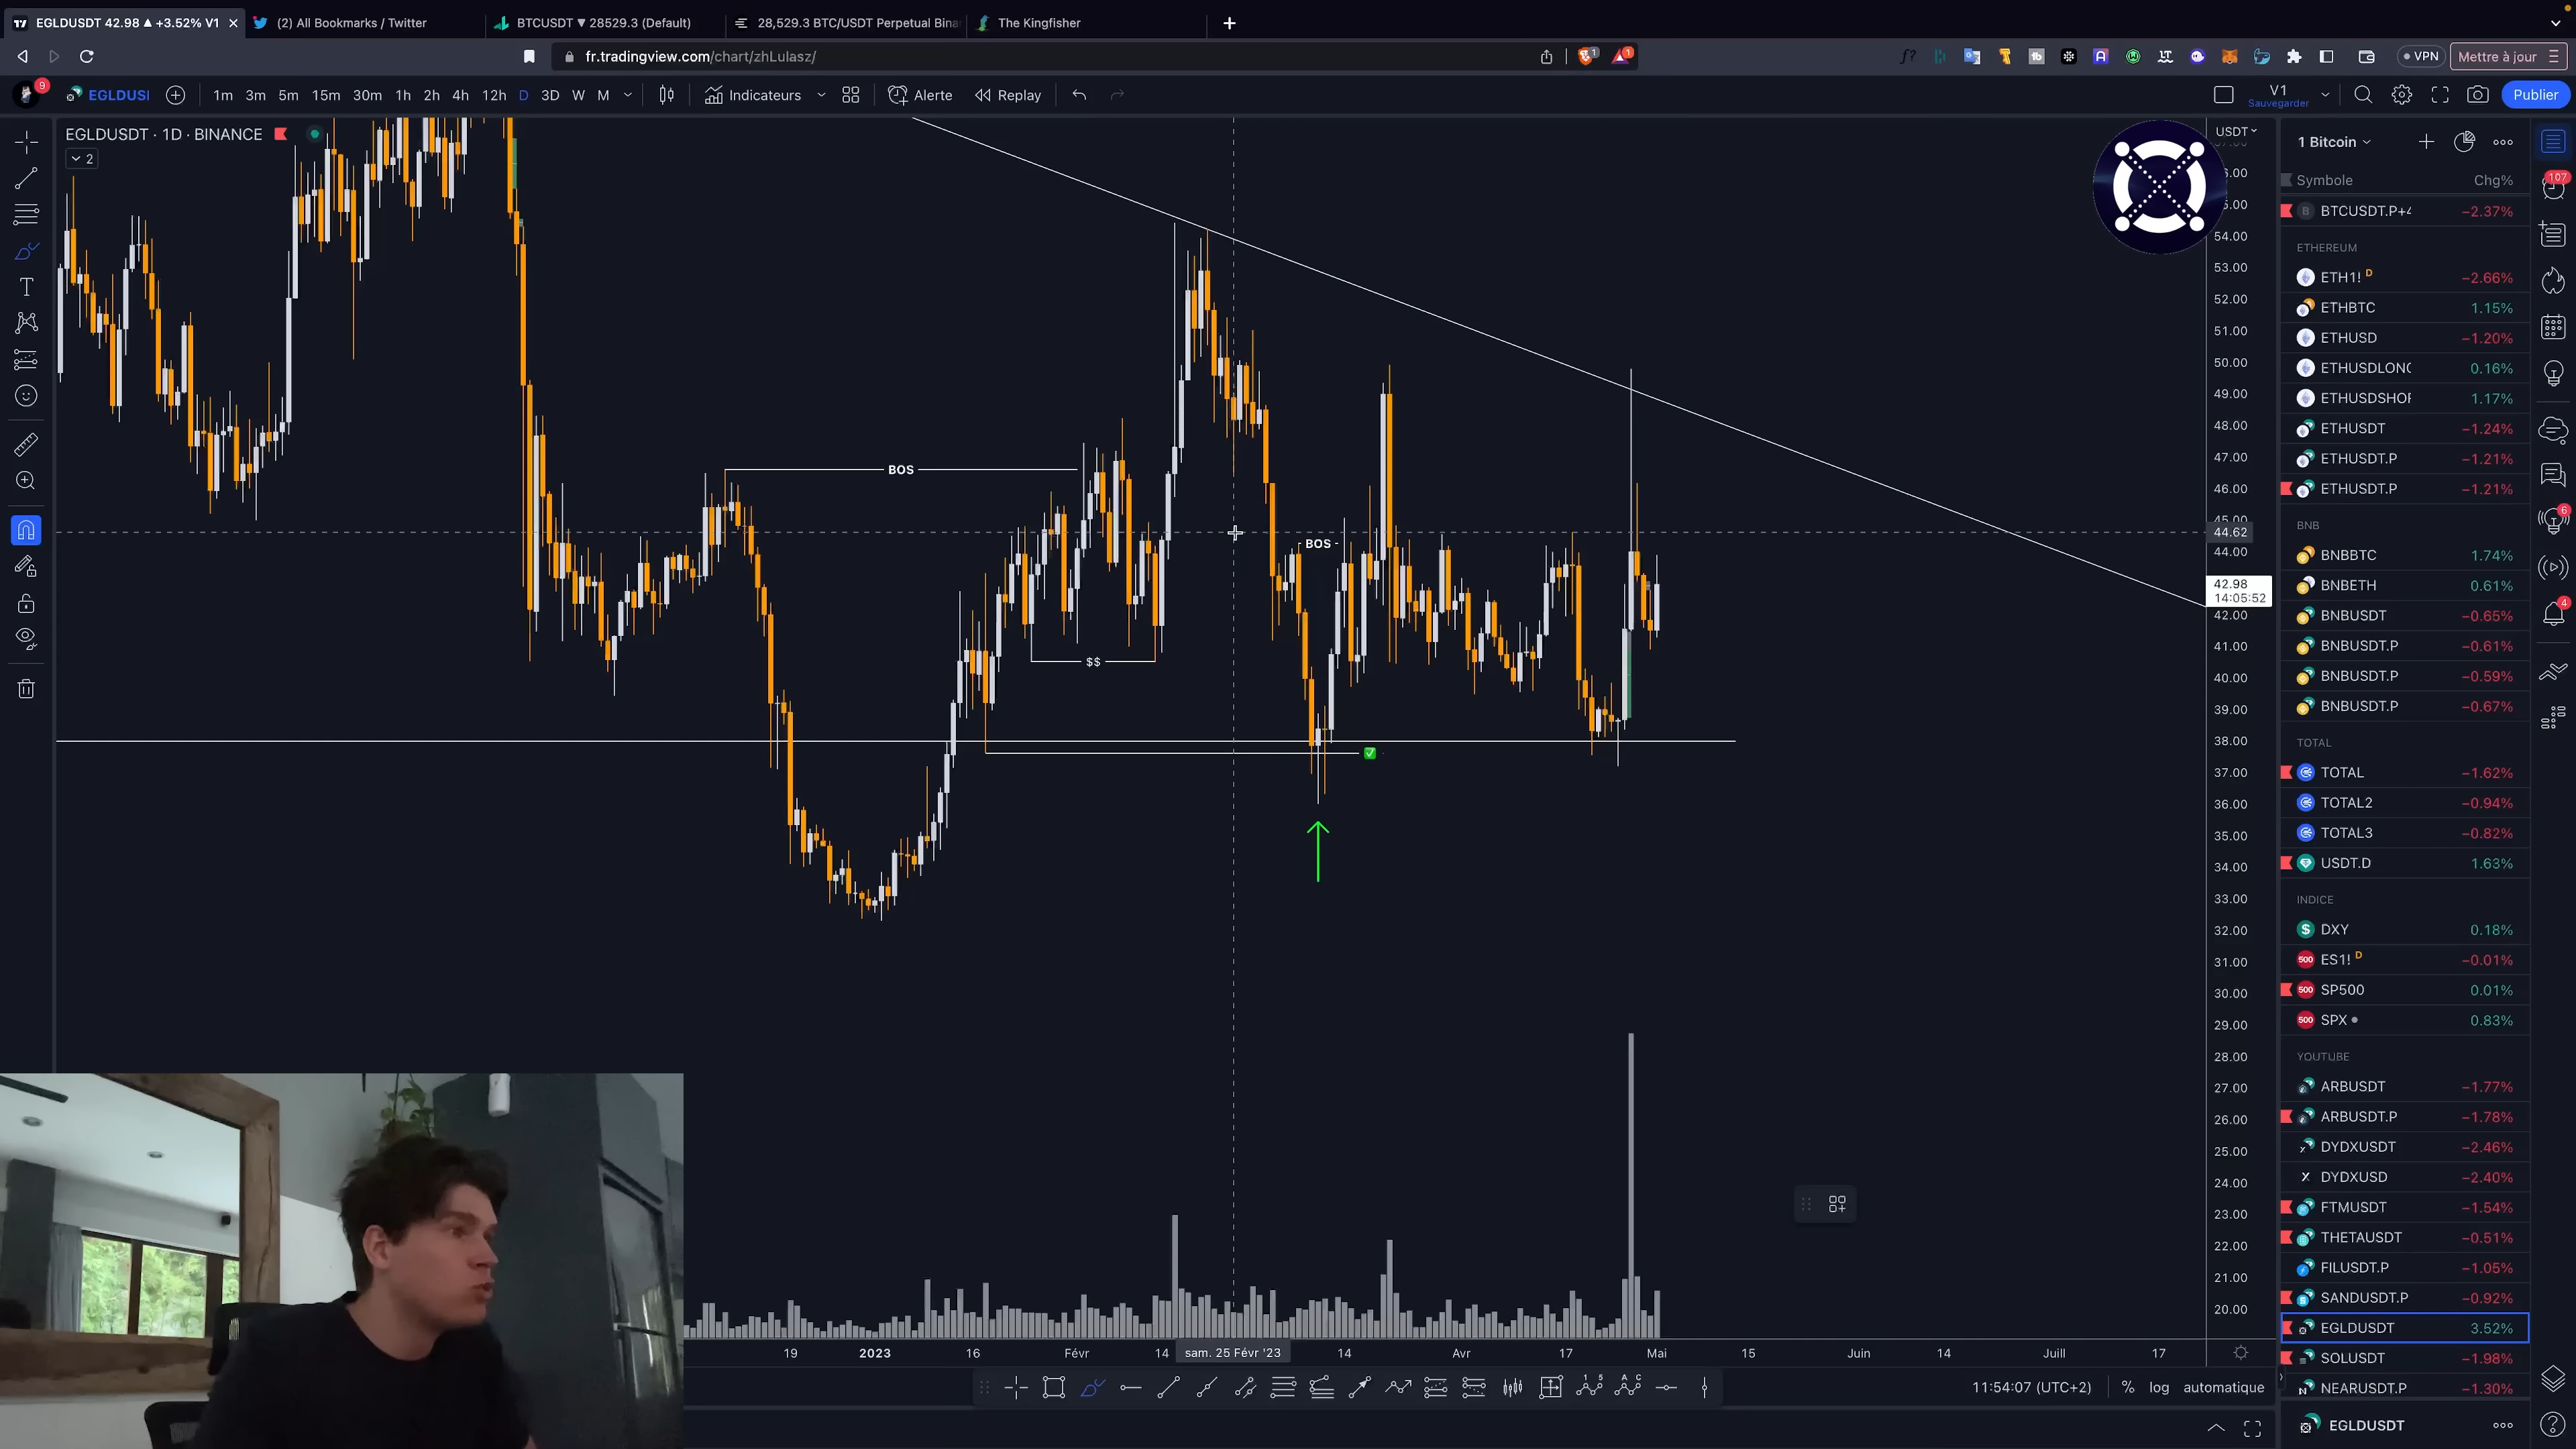 EGLDUSDT 42.98 ▲ +3.52% V1
(2) All Bookmarks / Twitter
BTCUSDT ▼ 28529.3 (Default)
28,529.3 BTC/USDT Perpetual Bina
The Kingfisher
fr.tradingview.com/chart/zhLulasz/
VPN
Mettre à jour
9
EGLDUSI
1m 3m 5m 15m 30m 1h 2h 4h 12h D 3D W M
Indicateurs
Alerte
Replay
V1
Sauvegarder
Publier
EGLDUSDT · 1D · BINANCE
2
USDT
54.00
53.00
52.00
51.00
50.00
49.00
48.00
47.00
46.00
44.62
44.00
42.98
14:05:52
42.00
41.00
40.00
39.00
38.00
37.00
36.00
35.00
34.00
33.00
32.00
31.00
30.00
29.00
28.00
27.00
26.00
25.00
24.00
23.00
22.00
21.00
20.00
BOS
BOS
$$
19 2023 16 Févr 14 sam. 25 Févr '23 14 Avr 17 Mai 15 Juin 14 Juill 17
11:54:07 (UTC+2) % log automatique
1 Bitcoin
Symbole Chg%
BTCUSDT.P+4 −2.37%
ETHEREUM
ETH1! D −2.66%
ETHBTC 1.15%
ETHUSD −1.20%
ETHUSDLONG 0.16%
ETHUSDSHOR 1.17%
ETHUSDT −1.24%
ETHUSDT.P −1.21%
ETHUSDT.P −1.21%
BNB
BNBBTC 1.74%
BNBETH 0.61%
BNBUSDT −0.65%
BNBUSDT.P −0.61%
BNBUSDT.P −0.59%
BNBUSDT.P −0.67%
TOTAL
TOTAL −1.62%
TOTAL2 −0.94%
TOTAL3 −0.82%
USDT.D 1.63%
INDICE
DXY 0.18%
ES1! D −0.01%
SP500 0.01%
SPX 0.83%
YOUTUBE
ARBUSDT −1.77%
ARBUSDT.P −1.78%
DYDXUSDT −2.46%
DYDXUSD −2.40%
FTMUSDT −1.54%
THETAUSDT −0.51%
FILUSDT.P −1.05%
SANDUSDT.P −0.92%
EGLDUSDT 3.52%
SOLUSDT −1.98%
NEARUSDT.P −1.30%
EGLDUSDT
107
6
4